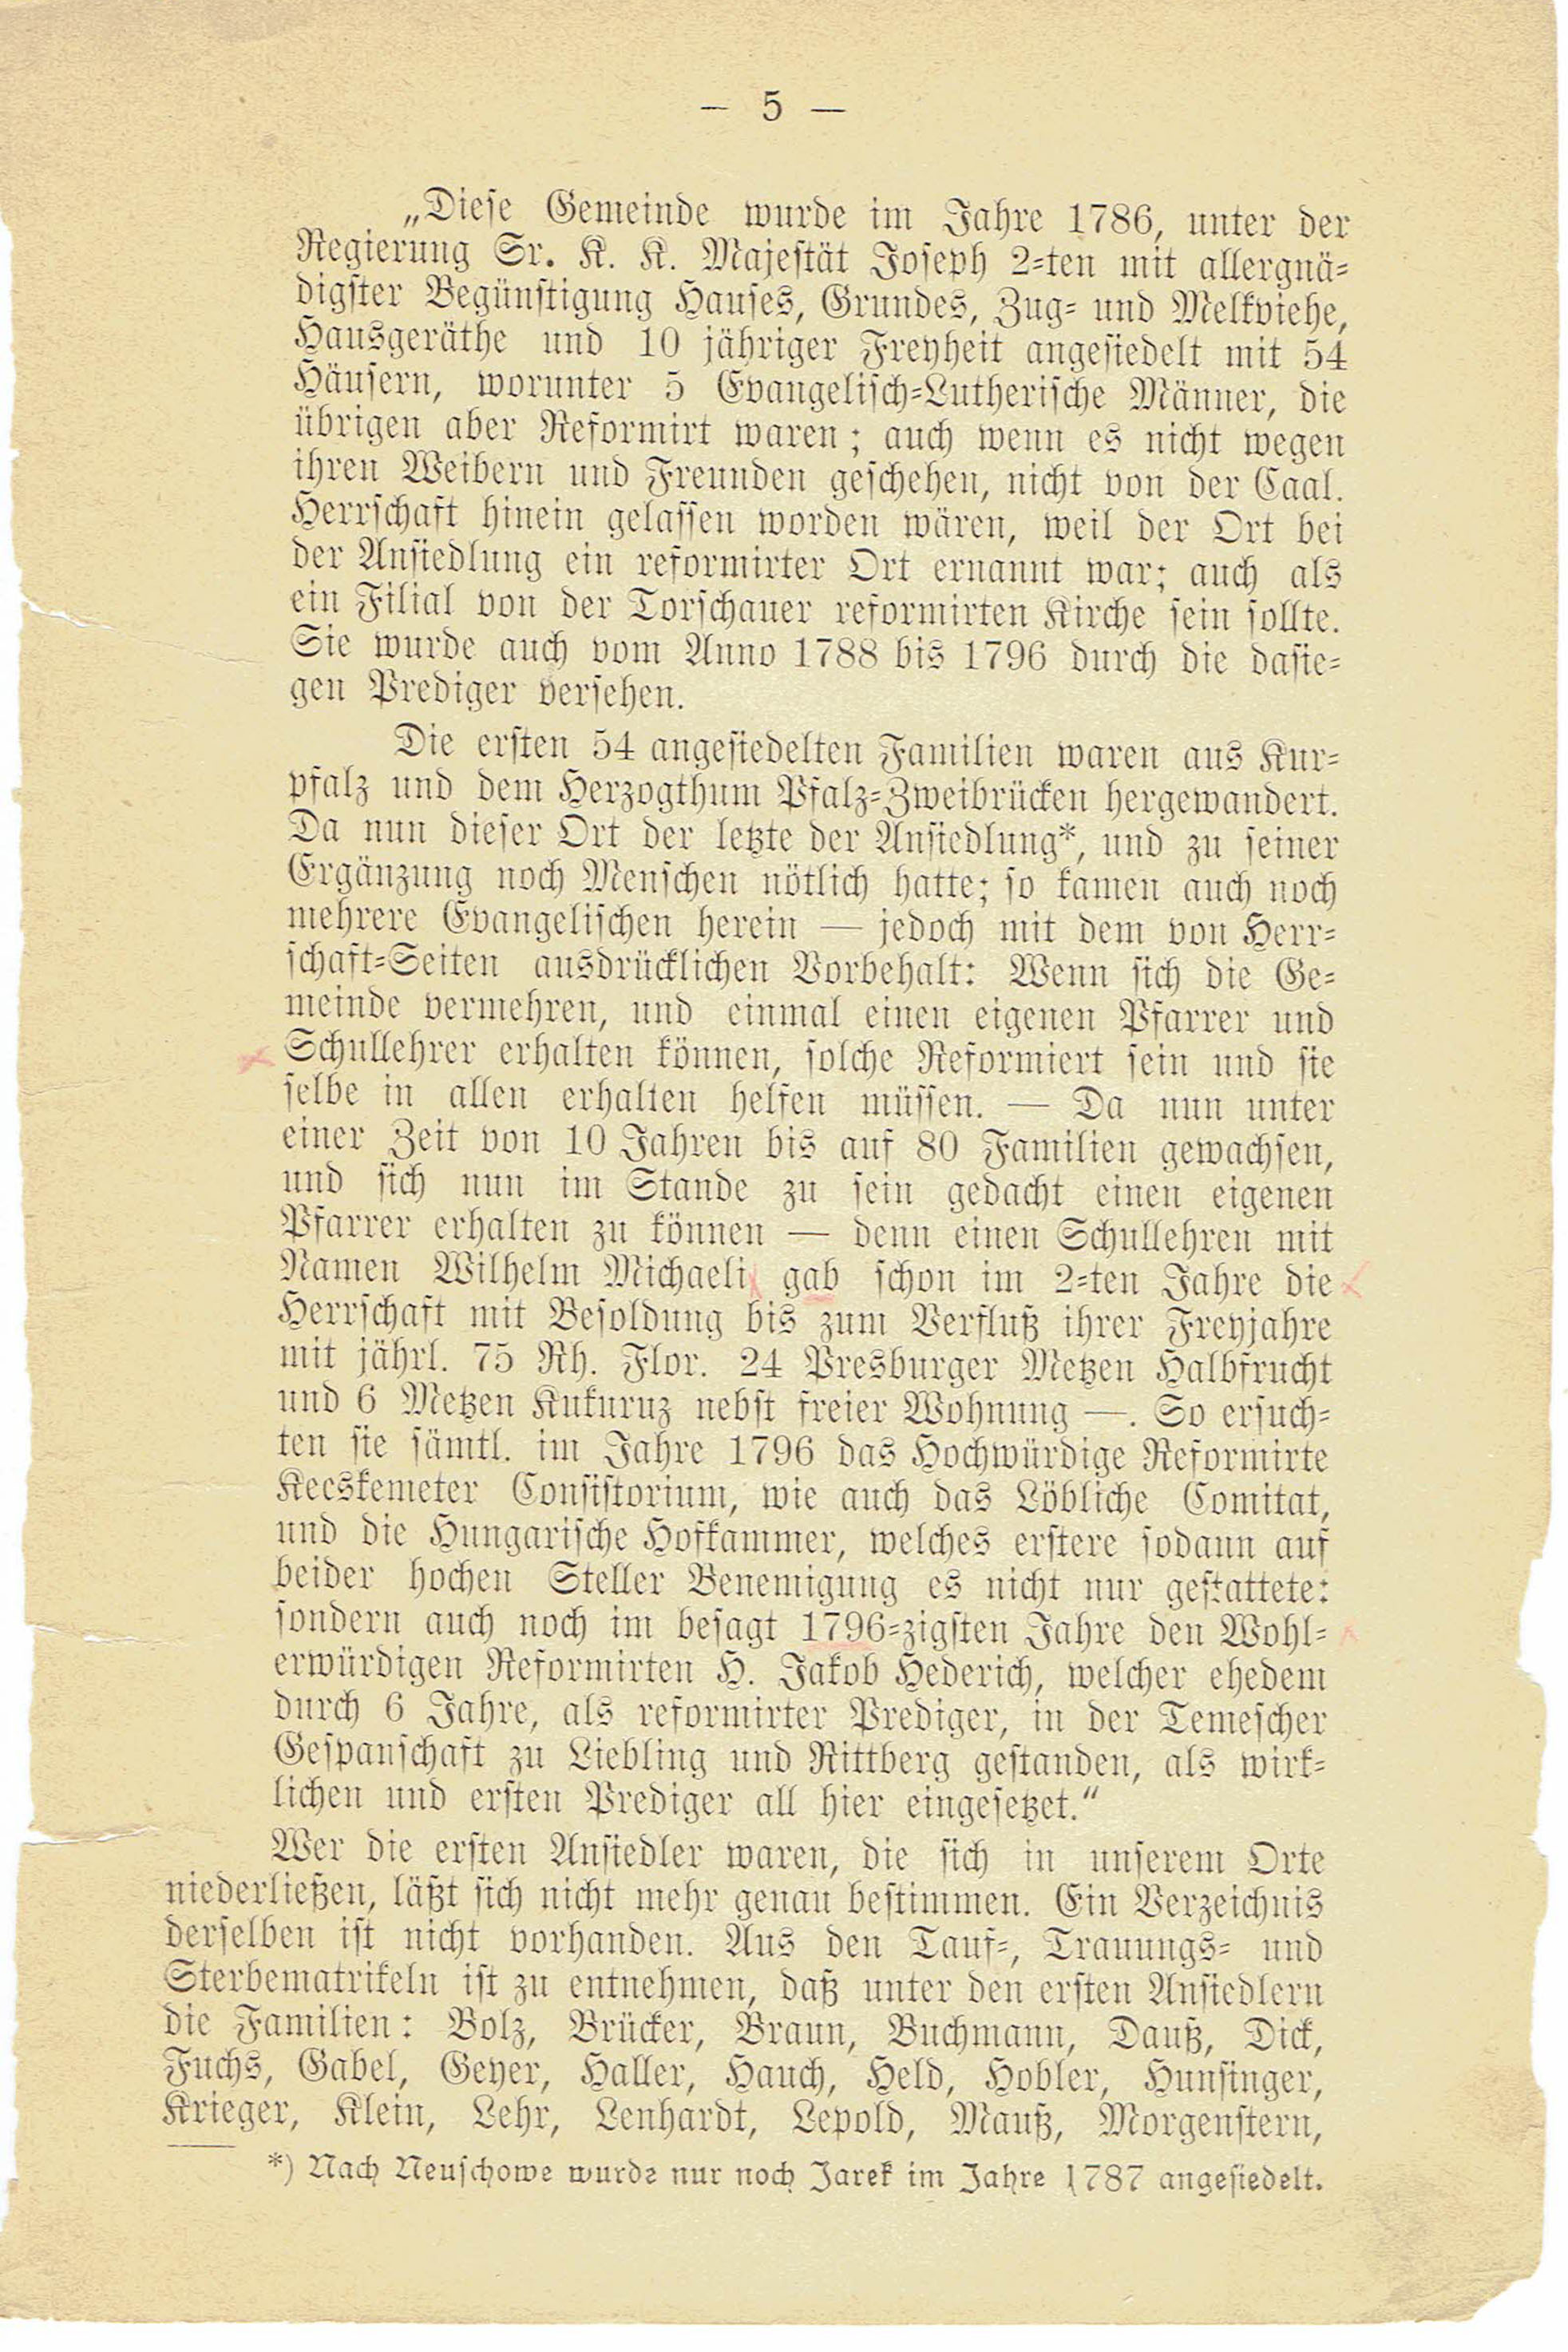 — 5 —
„Diese Gemeinde wurde im Jahre 1786, unter der
Regierung Sr. K. K. Majestät Joseph 2-ten mit allergnä-
digster Begünstigung Hauses, Grundes, Zug- und Melkviehe,
Hausgeräthe und 10 jähriger Freyheit angesiedelt mit 54
Häusern, worunter 5 Evangelisch-Lutherische Männer, die
übrigen aber Reformirt waren; auch wenn es nicht wegen
ihren Weibern und Freunden geschehen, nicht von der Caal.
Herrschaft hinein gelassen worden wären, weil der Ort bei
der Ansiedlung ein reformirter Ort ernannt war; auch als
ein Filial von der Torschauer reformirten Kirche sein sollte.
Sie wurde auch vom Anno 1788 bis 1796 durch die dasie-
gen Prediger versehen.
Die ersten 54 angesiedelten Familien waren aus Kur-
pfalz und dem Herzogthum Pfalz-Zweibrücken hergewandert.
Da nun dieser Ort der letzte der Ansiedlung*, und zu seiner
Ergänzung noch Menschen nötlich hatte; so kamen auch noch
mehrere Evangelischen herein — jedoch mit dem von Herr-
schaft-Seiten ausdrücklichen Vorbehalt: Wenn sich die Ge-
meinde vermehren, und einmal einen eigenen Pfarrer und
Schullehrer erhalten können, solche Reformiert sein und sie
selbe in allen erhalten helfen müssen. — Da nun unter
einer Zeit von 10 Jahren bis auf 80 Familien gewachsen,
und sich nun im Stande zu sein gedacht einen eigenen
Pfarrer erhalten zu können — denn einen Schullehren mit
Namen Wilhelm Michaeli gab schon im 2-ten Jahre die
Herrschaft mit Besoldung bis zum Verfluß ihrer Freyjahre
mit jährl. 75 Rh. Flor. 24 Presburger Metzen Halbfrucht
und 6 Metzen Kukuruz nebst freier Wohnung —. So ersuch-
ten sie sämtl. im Jahre 1796 das Hochwürdige Reformirte
Kecskemeter Consistorium, wie auch das Löbliche Comitat,
und die Hungarische Hofkammer, welches erstere sodann auf
beider hochen Steller Benemigung es nicht nur gestattete:
sondern auch noch im besagt 1796-zigsten Jahre den Wohl-
erwürdigen Reformirten H. Jakob Hederich, welcher ehedem
durch 6 Jahre, als reformirter Prediger, in der Temescher
Gespanschaft zu Liebling und Rittberg gestanden, als wirk-
lichen und ersten Prediger all hier eingesetzet.“
Wer die ersten Ansiedler waren, die sich in unserem Orte
niederließen, läßt sich nicht mehr genau bestimmen. Ein Verzeichnis
derselben ist nicht vorhanden. Aus den Tauf-, Trauungs- und
Sterbematrikeln ist zu entnehmen, daß unter den ersten Ansiedlern
die Familien: Bolz, Brücker, Braun, Buchmann, Dauß, Dick,
Fuchs, Gabel, Geyer, Haller, Hauch, Held, Hobler, Hunsinger,
Krieger, Klein, Lehr, Lenhardt, Lepold, Mauß, Morgenstern,
*) Nach Neuschowe wurde nur noch Jarek im Jahre 1787 angesiedelt.